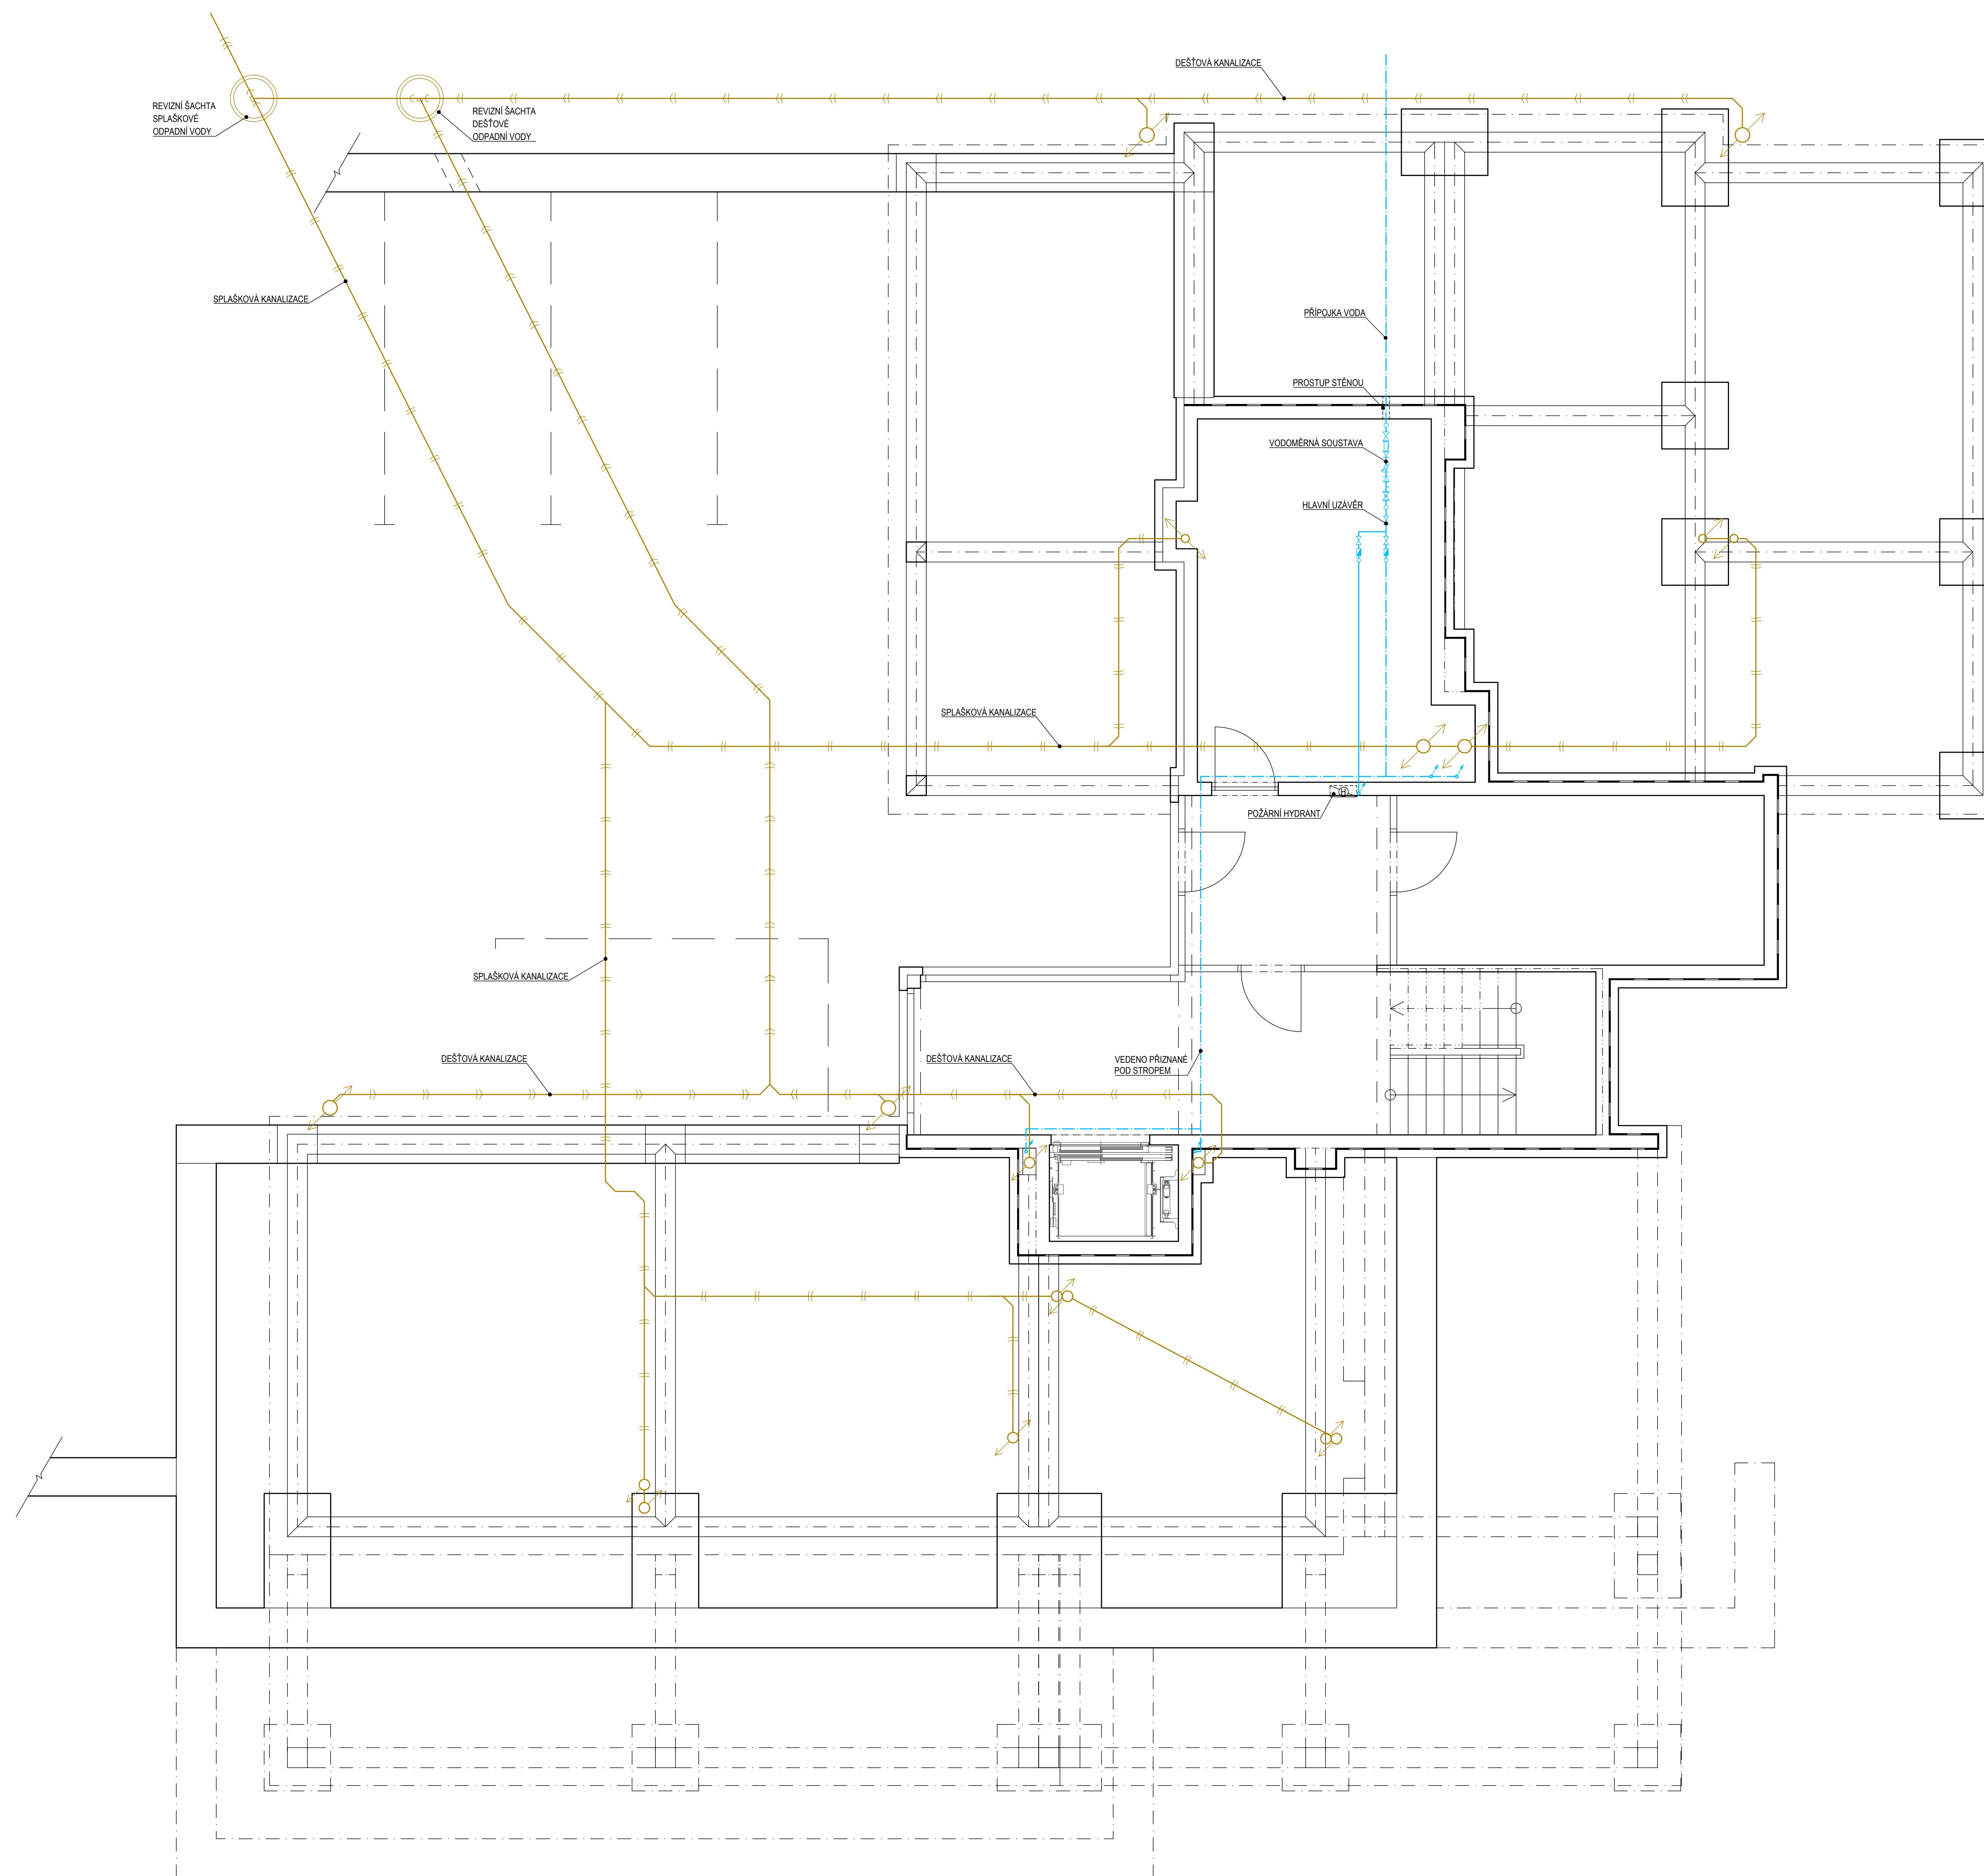 DEŠŤOVÁ KANALIZACE
REVIZNÍ ŠACHTA
SPLAŠKOVÉ
ODPADNÍ VODY
REVIZNÍ ŠACHTA
DEŠŤOVÉ
ODPADNÍ VODY
SPLAŠKOVÁ KANALIZACE
PŘÍPOJKA VODA
PROSTUP STĚNOU
VODOMĚRNÁ SOUSTAVA
HLAVNÍ UZÁVĚR
SPLAŠKOVÁ KANALIZACE
H
POŽÁRNÍ HYDRANT
SPLAŠKOVÁ KANALIZACE
DEŠŤOVÁ KANALIZACE
DEŠŤOVÁ KANALIZACE
VEDENO PŘIZNANÉ
POD STROPEM